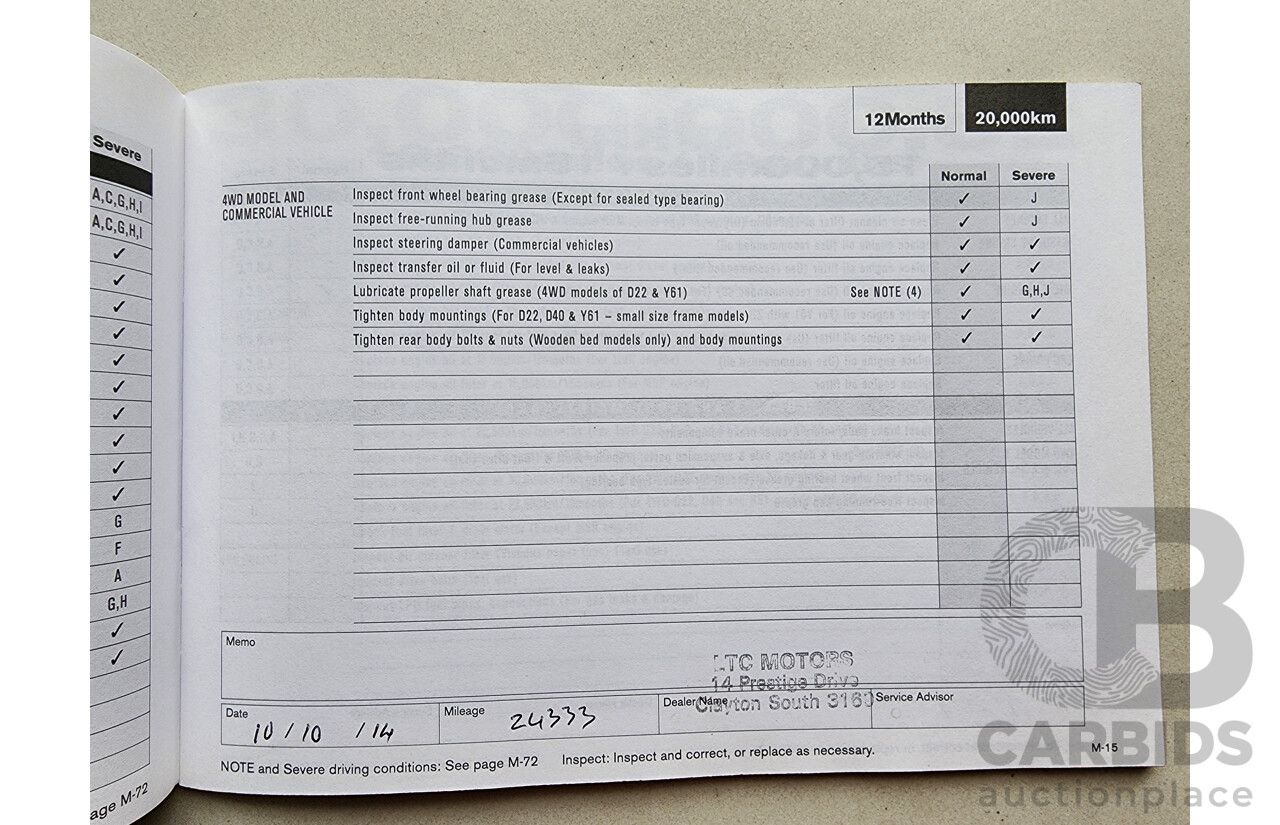 Severe
A,C,G,H,I
A,C,G,H,I
✓
✓
✓
✓
✓
✓
✓
✓
✓
✓
G
F
A
G,H
✓
✓
age M-72
12Months 20,000km
Normal Severe
4WD MODEL AND
COMMERCIAL VEHICLE
Inspect front wheel bearing grease (Except for sealed type bearing) ✓ J
Inspect free-running hub grease ✓ J
Inspect steering damper (Commercial vehicles) ✓ ✓
Inspect transfer oil or fluid (For level & leaks) ✓ ✓
Lubricate propeller shaft grease (4WD models of D22 & Y61) See NOTE (4) ✓ G,H,J
Tighten body mountings (For D22, D40 & Y61 – small size frame models) ✓ ✓
Tighten rear body bolts & nuts (Wooden bed models only) and body mountings ✓ ✓
Memo
LTC MOTORS
14 Prestige Drive
Clayton South 3163
Date 10/10/14
Mileage 24333
Dealer Name
Service Advisor
NOTE and Severe driving conditions: See page M-72 Inspect: Inspect and correct, or replace as necessary.
M-15
CB
CARBIDS
auctionplace